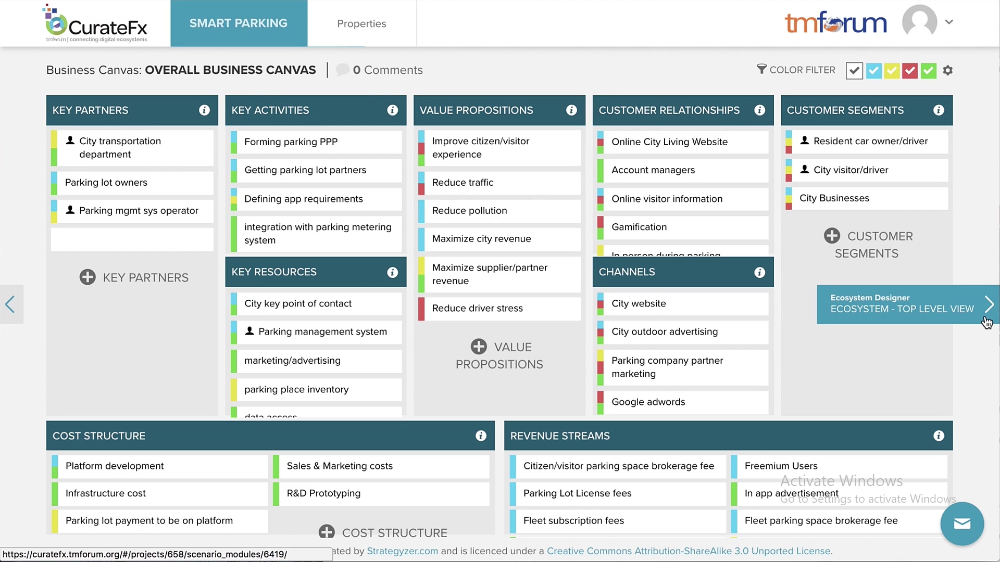 CurateFx
tmforum | connecting digital ecosystems
SMART PARKING
Properties
tmforum
Business Canvas: OVERALL BUSINESS CANVAS
0 Comments
COLOR FILTER
KEY PARTNERS
City transportation
department
Parking lot owners
Parking mgmt sys operator
KEY PARTNERS
KEY ACTIVITIES
Forming parking PPP
Getting parking lot partners
Defining app requirements
integration with parking metering
system
KEY RESOURCES
City key point of contact
Parking management system
marketing/advertising
parking place inventory
data access
VALUE PROPOSITIONS
Improve citizen/visitor
experience
Reduce traffic
Reduce pollution
Maximize city revenue
Maximize supplier/partner
revenue
Reduce driver stress
VALUE
PROPOSITIONS
CUSTOMER RELATIONSHIPS
Online City Living Website
Account managers
Online visitor information
Gamification
In person during parking
CHANNELS
City website
City outdoor advertising
Parking company partner
marketing
Google adwords
CUSTOMER SEGMENTS
Resident car owner/driver
City visitor/driver
City Businesses
CUSTOMER
SEGMENTS
Ecosystem Designer
ECOSYSTEM - TOP LEVEL VIEW
COST STRUCTURE
Platform development
Infrastructure cost
Parking lot payment to be on platform
Sales & Marketing costs
R&D Prototyping
COST STRUCTURE
REVENUE STREAMS
Citizen/visitor parking space brokerage fee
Parking Lot License fees
Fleet subscription fees
Freemium Users
In app advertisement
Fleet parking space brokerage fee
Activate Windows
Go to Settings to activate Windows.
https://curatefx.tmforum.org/#/projects/658/scenario_modules/6419/
ated by Strategyzer.com and is licenced under a Creative Commons Attribution-ShareAlike 3.0 Unported License.